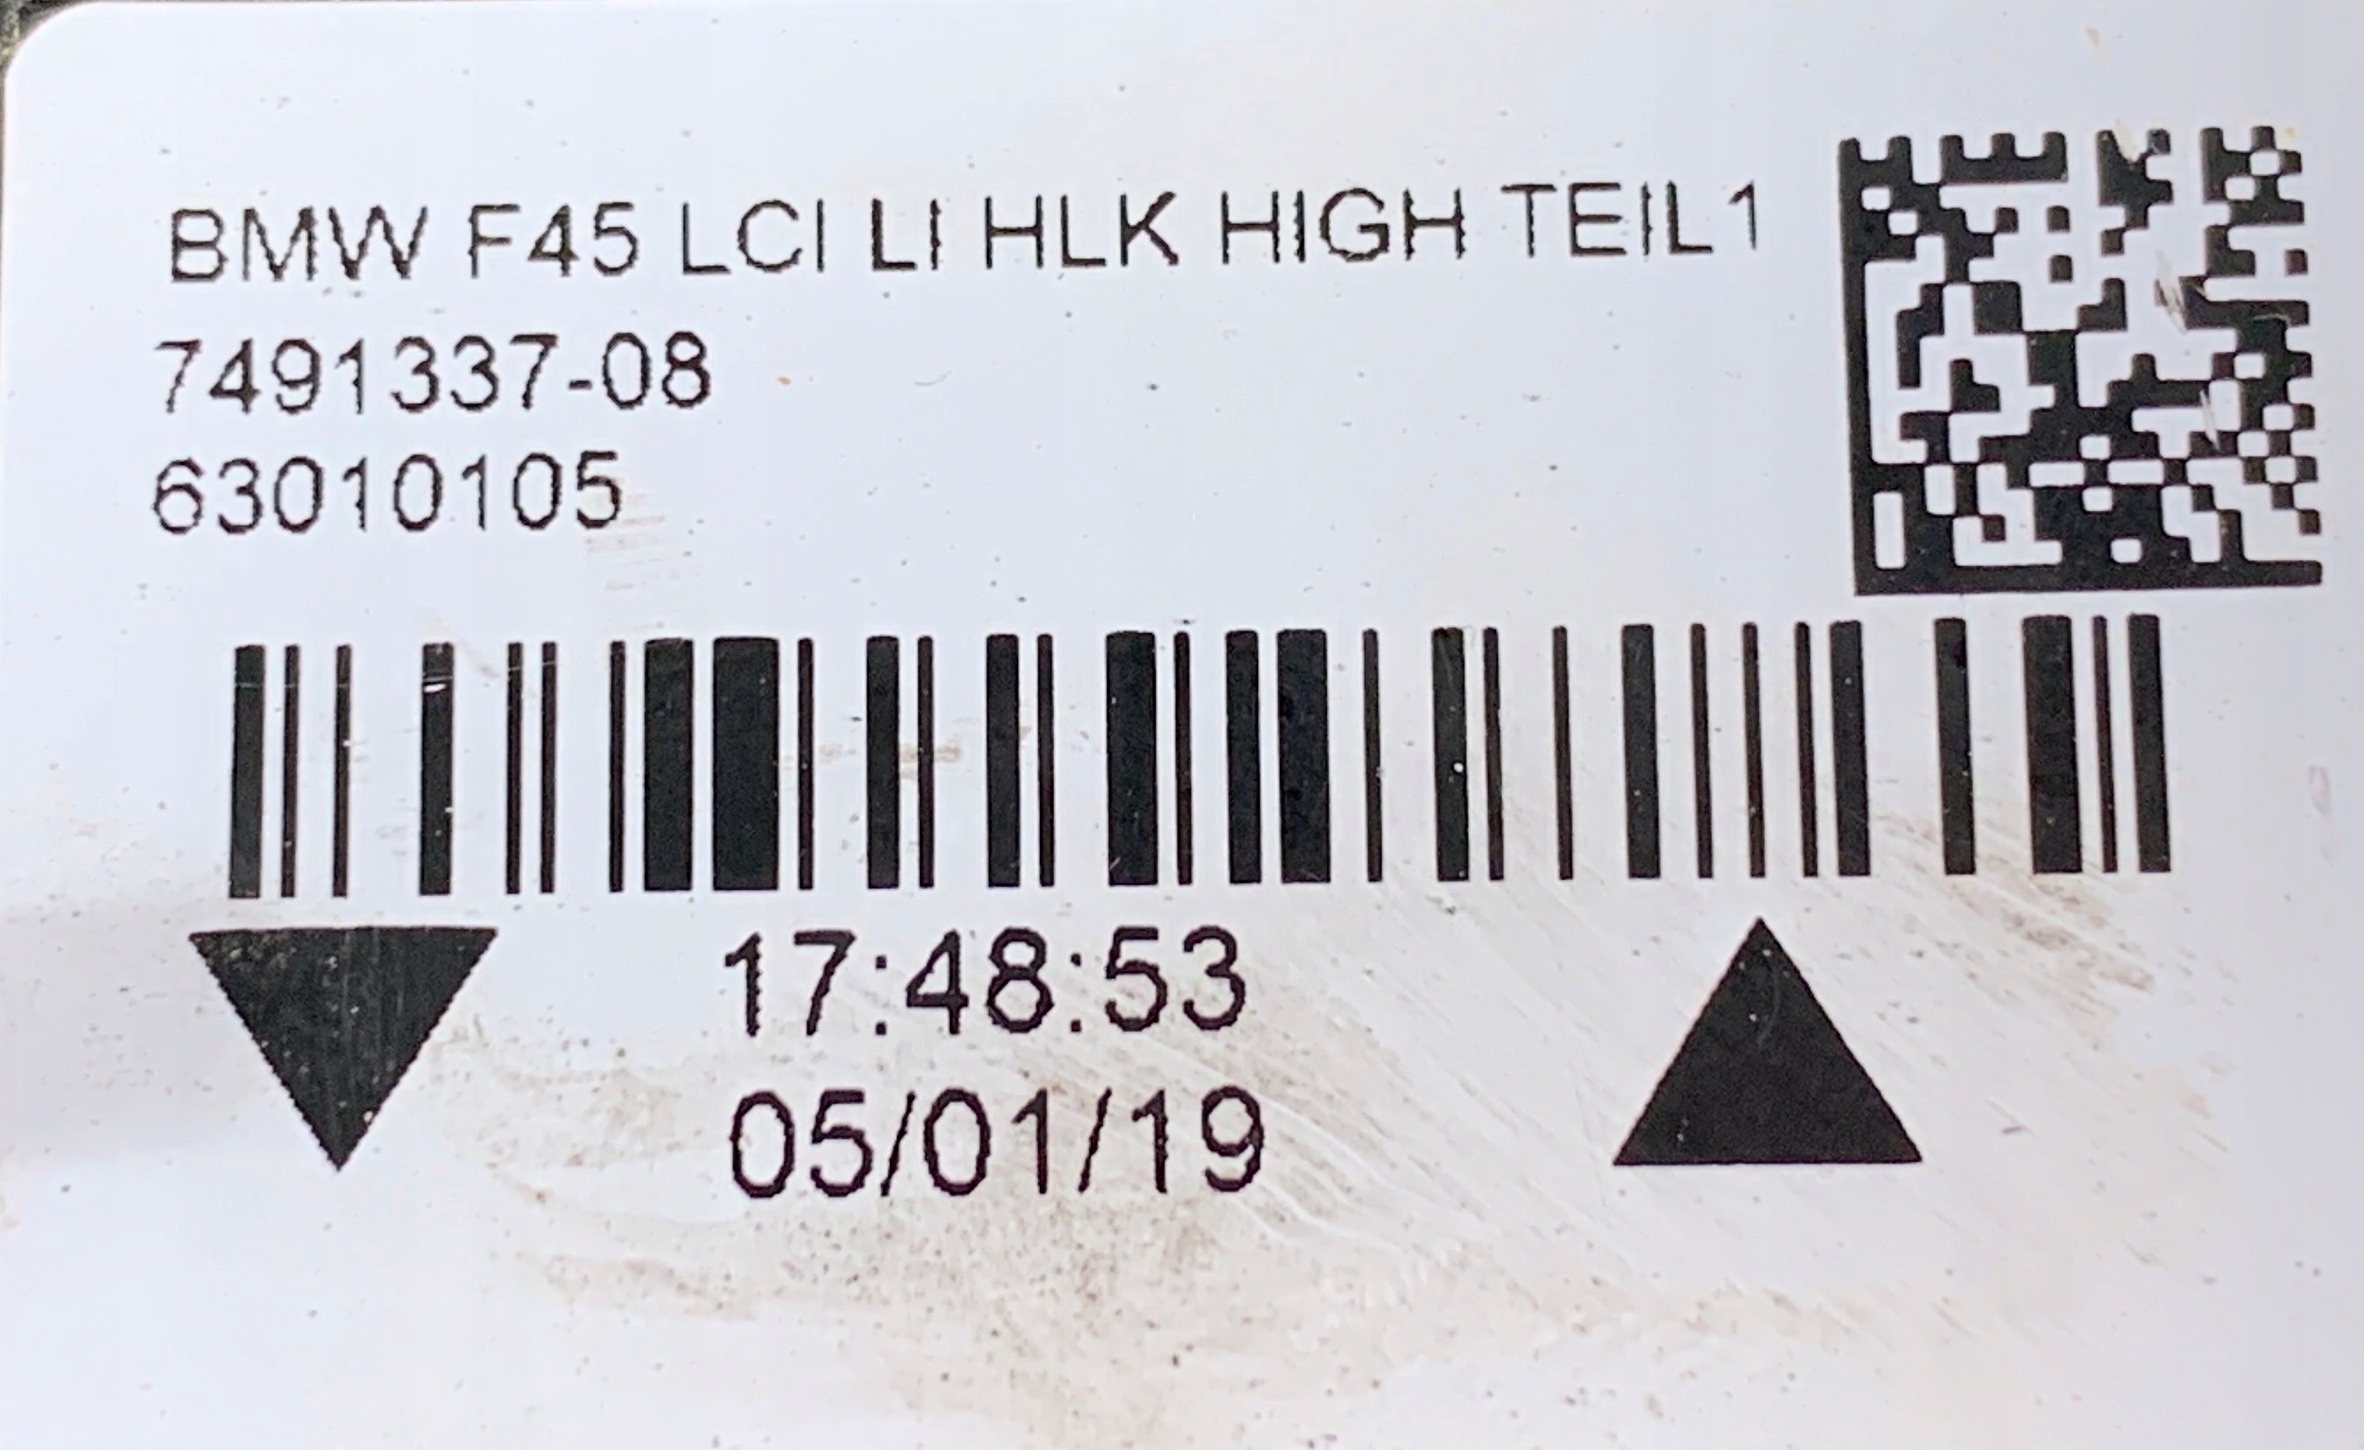 BMW F45 LCI LI HLK HIGH TEIL1
7491337-08
63010105
17:48:53
05/01/19